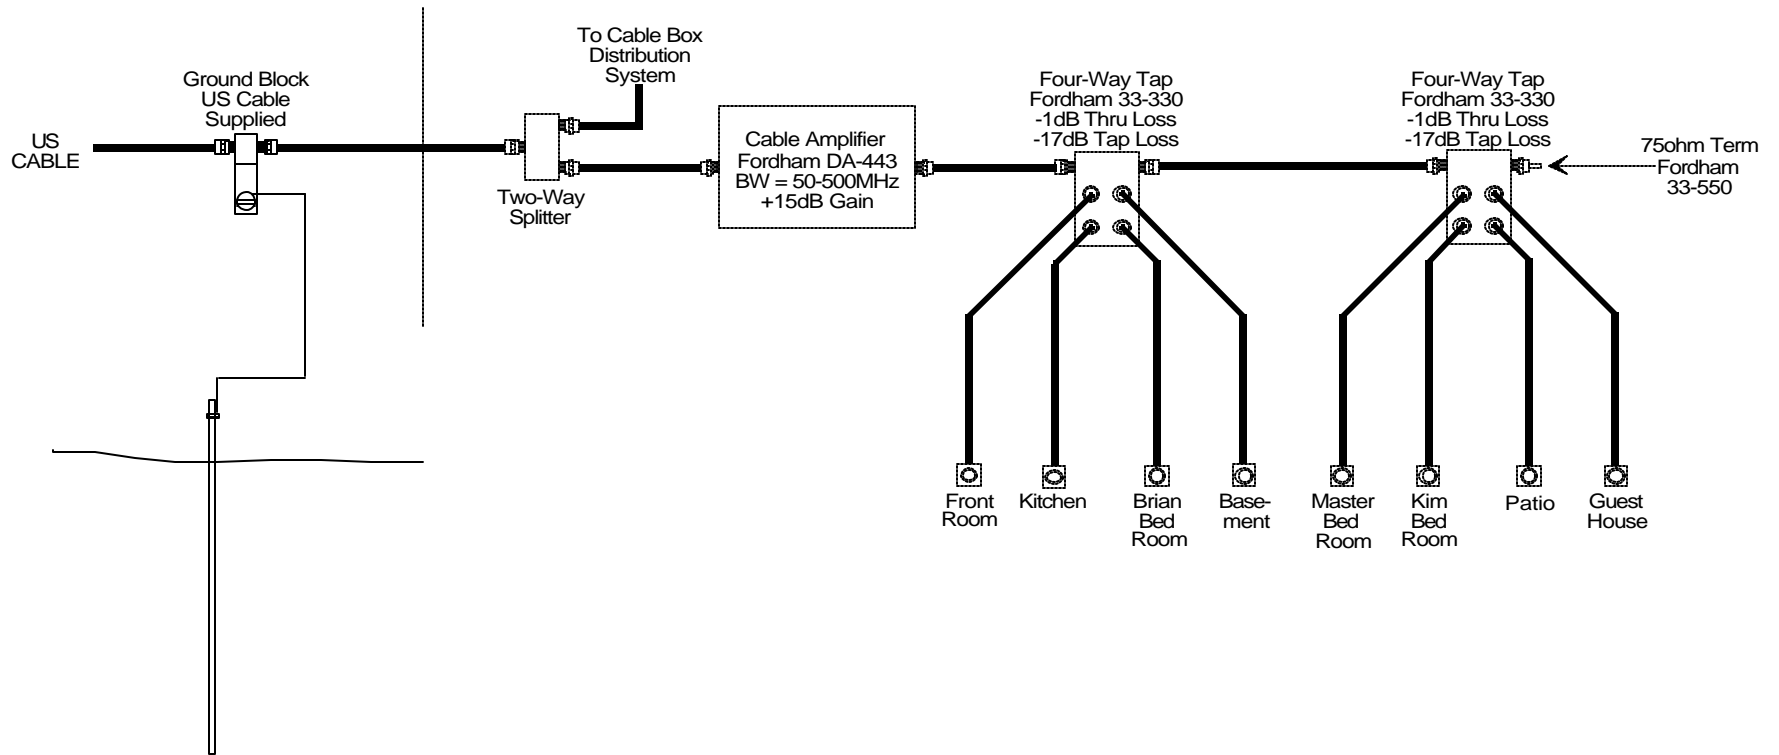 US
CABLE
Ground Block
US Cable
Supplied
To Cable Box
Distribution
System
Two-Way
Splitter
Cable Amplifier
Fordham DA-443
BW = 50-500MHz
+15dB Gain
Four-Way Tap
Fordham 33-330
-1dB Thru Loss
-17dB Tap Loss
Four-Way Tap
Fordham 33-330
-1dB Thru Loss
-17dB Tap Loss
75ohm Term
Fordham
33-550
Front
Room
Kitchen
Brian
Bed
Room
Base-
ment
Master
Bed
Room
Kim
Bed
Room
Patio
Guest
House